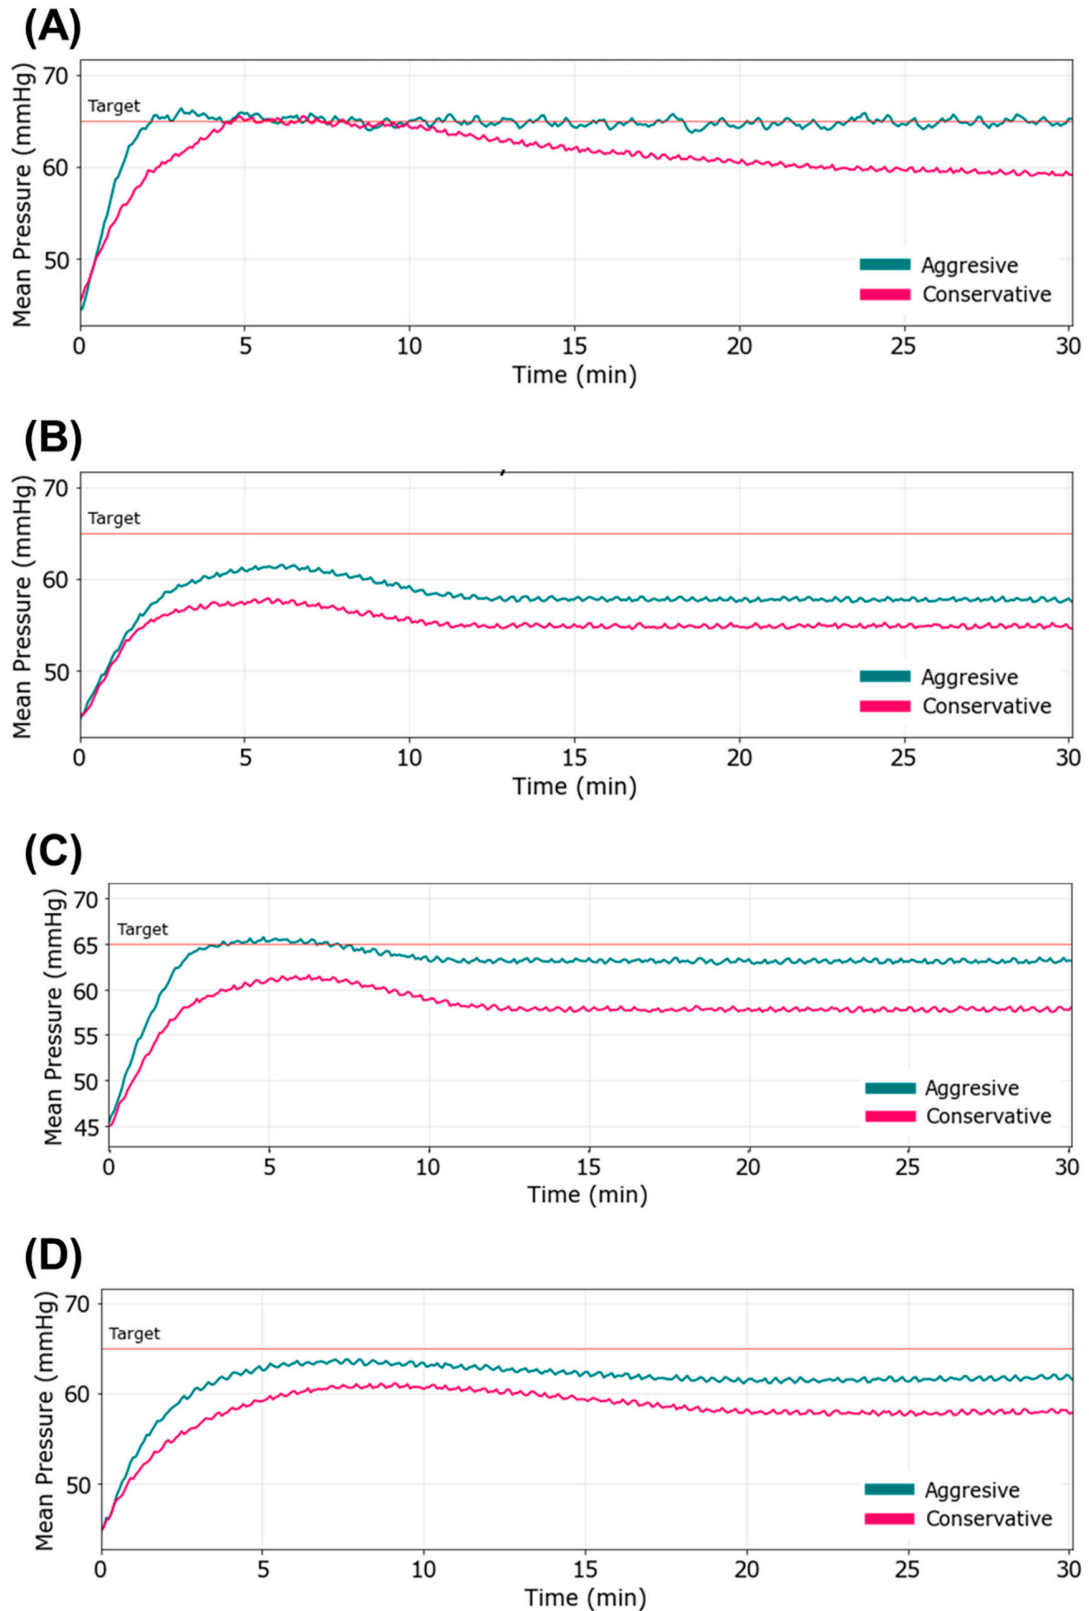 (A)
Mean Pressure (mmHg)
70
60
50
Target
Aggresive
Conservative
0 5 10 15 20 25 30
Time (min)
(B)
Mean Pressure (mmHg)
70
60
50
Target
Aggresive
Conservative
0 5 10 15 20 25 30
Time (min)
(C)
Mean Pressure (mmHg)
70
65
60
55
50
45
Target
Aggresive
Conservative
0 5 10 15 20 25 30
Time (min)
(D)
Mean Pressure (mmHg)
70
60
50
Target
Aggresive
Conservative
0 5 10 15 20 25 30
Time (min)